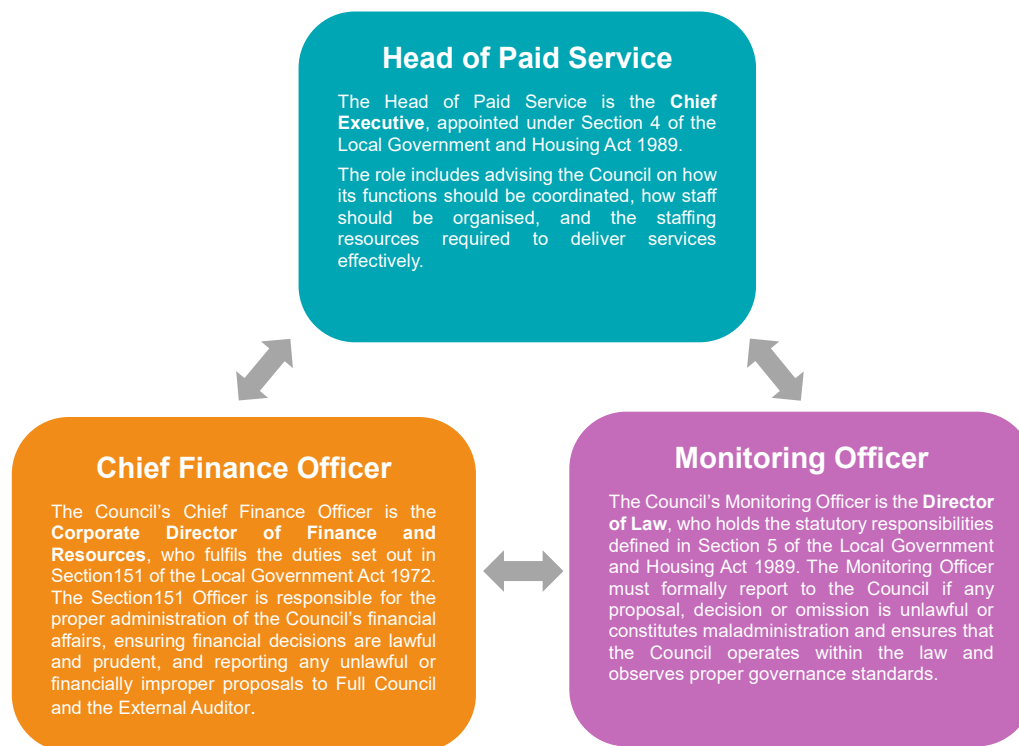 Head of Paid Service
The Head of Paid Service is the Chief
Executive, appointed under Section 4 of the
Local Government and Housing Act 1989.
The role includes advising the Council on how
its functions should be coordinated, how staff
should be organised, and the staffing
resources required to deliver services
effectively.
Chief Finance Officer
The Council's Chief Finance Officer is the
Corporate Director of Finance and
Resources, who fulfils the duties set out in
Section151 of the Local Government Act 1972.
The Section151 Officer is responsible for the
proper administration of the Council's financial
affairs, ensuring financial decisions are lawful
and prudent, and reporting any unlawful or
financially improper proposals to Full Council
and the External Auditor.
Monitoring Officer
The Council's Monitoring Officer is the Director
of Law, who holds the statutory responsibilities
defined in Section 5 of the Local Government
and Housing Act 1989. The Monitoring Officer
must formally report to the Council if any
proposal, decision or omission is unlawful or
constitutes maladministration and ensures that
the Council operates within the law and
observes proper governance standards.